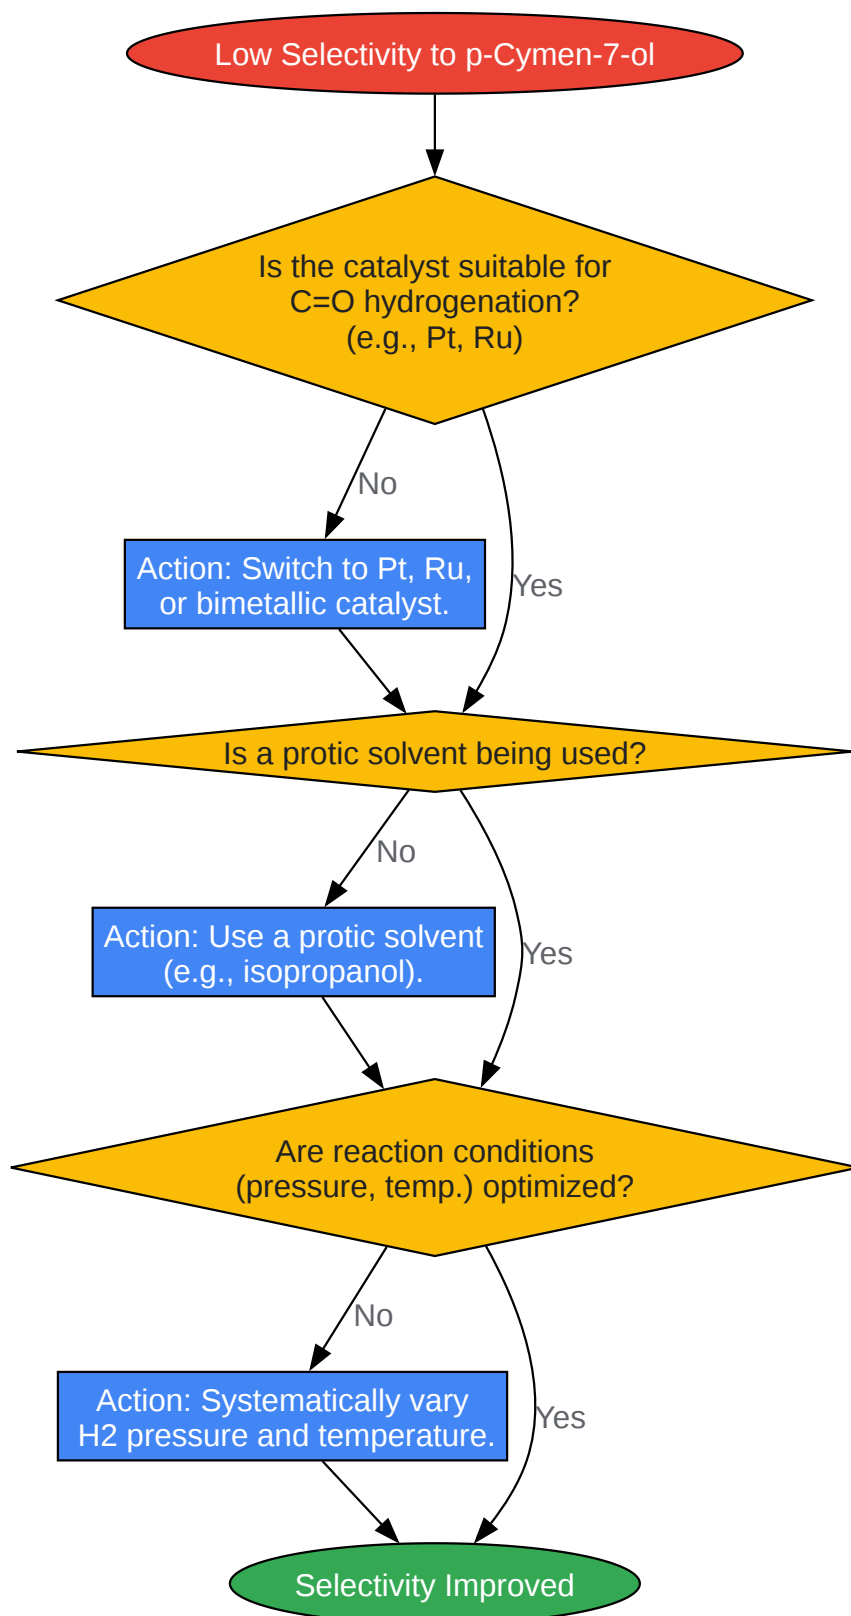 Low Selectivity to p-Cymen-7-ol
Is the catalyst suitable for
C=O hydrogenation?
(e.g., Pt, Ru)
No
Action: Switch to Pt, Ru,
or bimetallic catalyst.
Yes
Is a protic solvent being used?
No
Action: Use a protic solvent
(e.g., isopropanol).
Yes
Are reaction conditions
(pressure, temp.) optimized?
No
Action: Systematically vary
H2 pressure and temperature.
Yes
Selectivity Improved